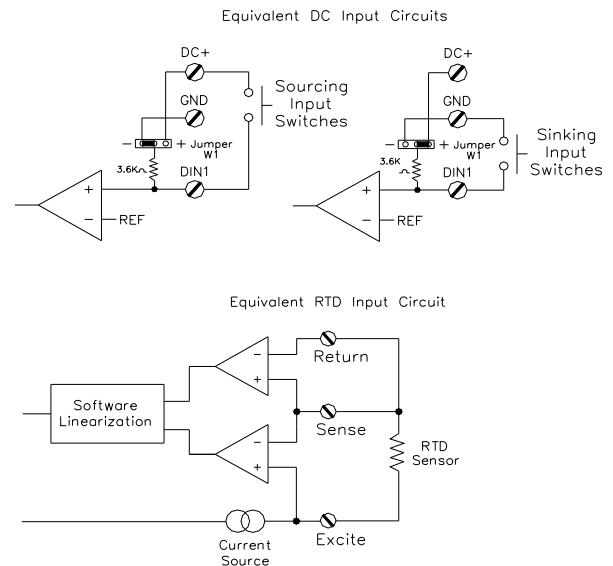 Equivalent DC Input Circuits
DC+
GND
- + Jumper
W1
3.6K
DIN1
+
-
REF
Sourcing
Input
Switches
DC+
GND
- + Jumper
W1
3.6K
DIN1
+
-
REF
Sinking
Input
Switches
Equivalent RTD Input Circuit
-
+
Return
Software
Linearization
Sense
-
+
RTD
Sensor
Current
Source
Excite